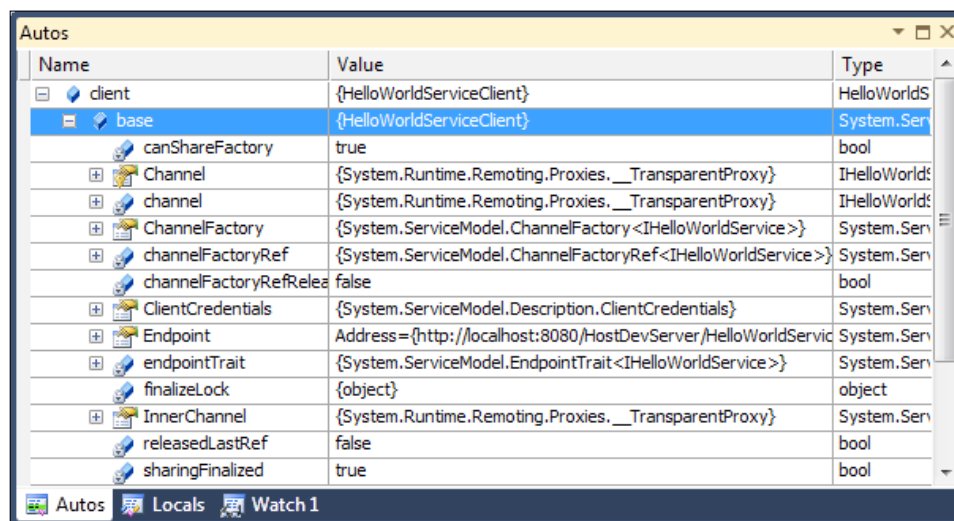 Autos
Name Value Type
client {HelloWorldServiceClient} HelloWorldS
base {HelloWorldServiceClient} System.Serv
canShareFactory true bool
Channel {System.Runtime.Remoting.Proxies.__TransparentProxy} IHelloWorldS
channel {System.Runtime.Remoting.Proxies.__TransparentProxy} IHelloWorldS
ChannelFactory {System.ServiceModel.ChannelFactory<IHelloWorldService>} System.Serv
channelFactoryRef {System.ServiceModel.ChannelFactoryRef<IHelloWorldService>} System.Serv
channelFactoryRefRelea false bool
ClientCredentials {System.ServiceModel.Description.ClientCredentials} System.Serv
Endpoint Address={http://localhost:8080/HostDevServer/HelloWorldServic System.Serv
endpointTrait {System.ServiceModel.EndpointTrait<IHelloWorldService>} System.Serv
finalizeLock {object} object
InnerChannel {System.Runtime.Remoting.Proxies.__TransparentProxy} System.Serv
releasedLastRef false bool
sharingFinalized true bool
Autos Locals Watch 1